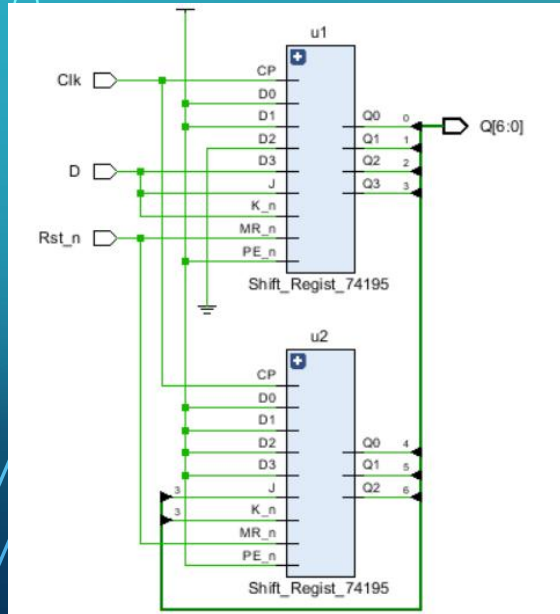 u1
Clk
CP
D0
D1
D2
D D3
J
K_n
Rst_n MR_n
PE_n
Q0 0 Q[6:0]
Q1 1
Q2 2
Q3 3
Shift_Regist_74195
u2
CP
D0
D1
D2
D3
3 J
3 K_n
MR_n
PE_n
Q0 4
Q1 5
Q2 6
Shift_Regist_74195